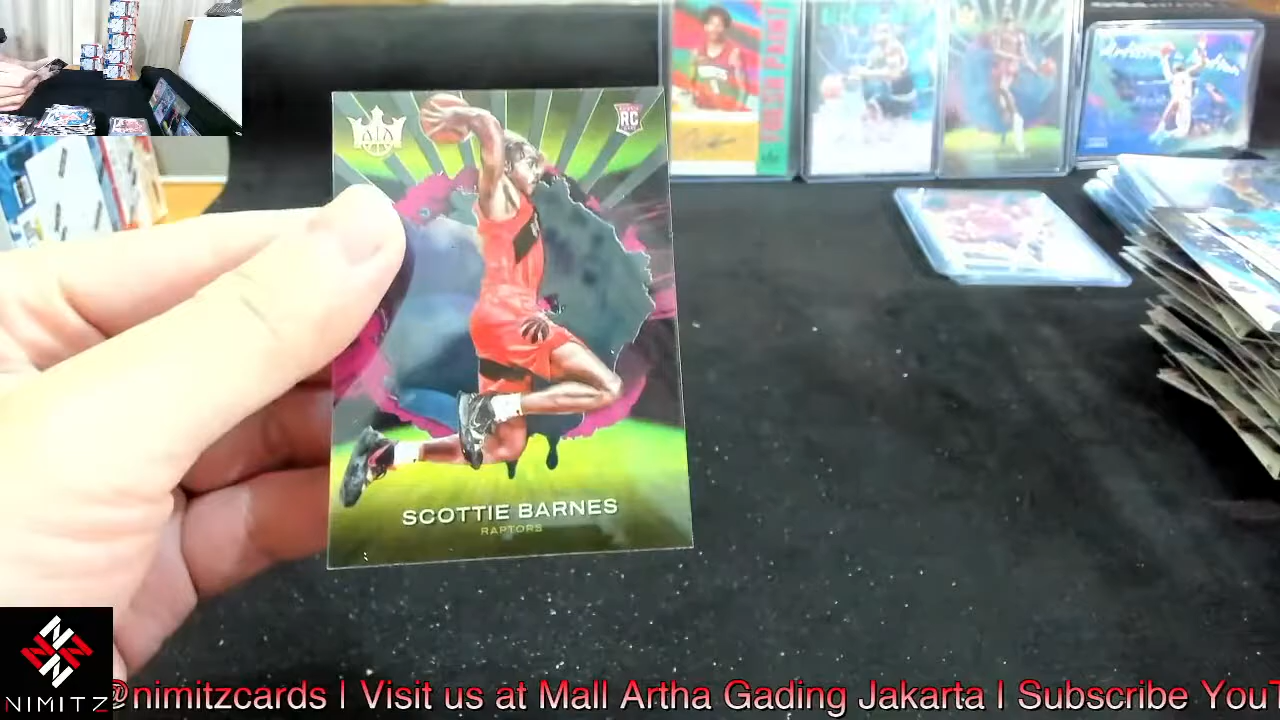 RC
SCOTTIE BARNES
RAPTORS
NIMITZ
@nimitzcards | Visit us at Mall Artha Gading Jakarta | Subscribe YouT